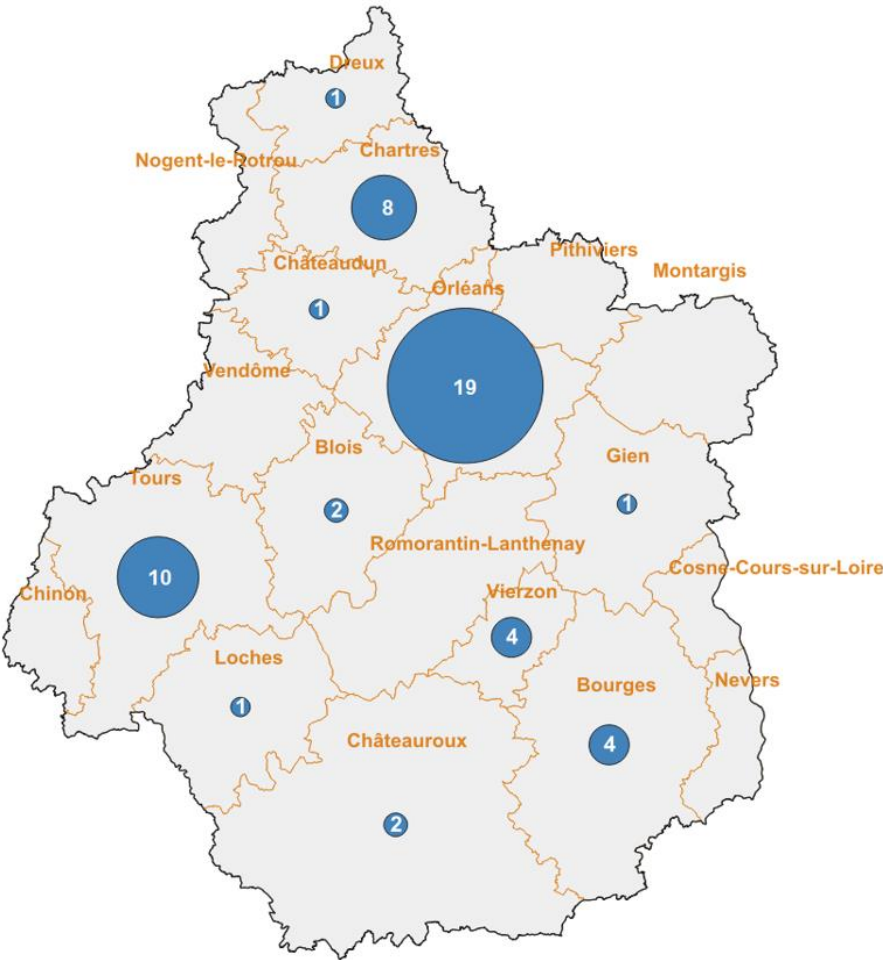 Dreux
1
Nogent-le-Rotrou
Chartres
8
Châteaudun
1
Pithiviers
Montargis
Orléans
19
Vendôme
Blois
2
Gien
1
Tours
10
Romorantin-Lanthenay
Cosne-Cours-sur-Loire
Chinon
Vierzon
4
Loches
1
Bourges
4
Nevers
Châteauroux
2